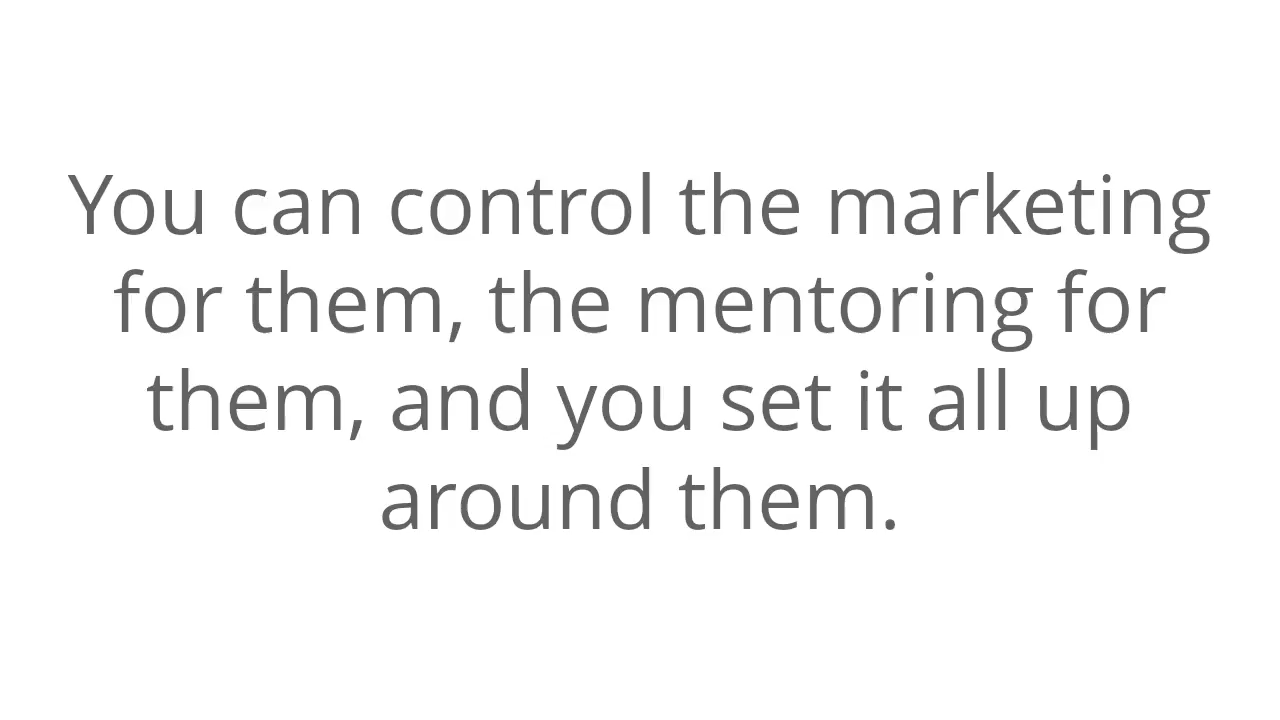 You can control the marketing
for them, the mentoring for
them, and you set it all up
around them.